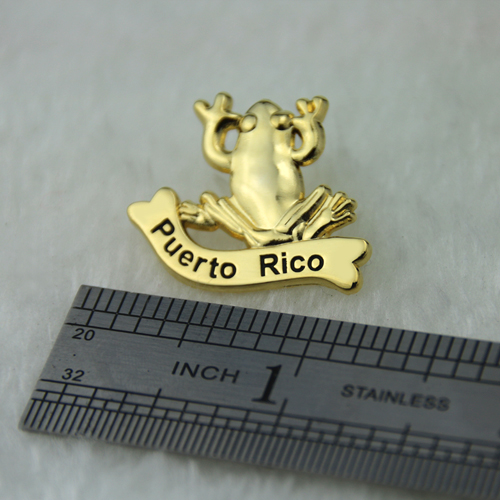 Puerto Rico
20
32
INCH 1 STAINLESS